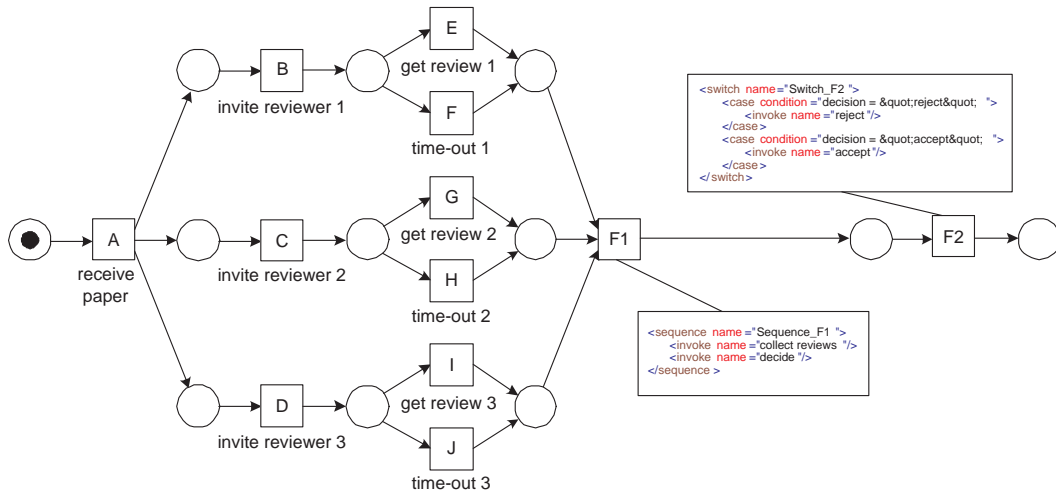 E
B
get review 1
invite reviewer 1
F
time-out 1
<switch name="Switch_F2 ">
<case condition ="decision = &quot;reject&quot;  ">
<invoke name="reject"/>
</case>
<case condition ="decision = &quot;accept&quot;  ">
<invoke name="accept"/>
</case>
</switch>
G
A
C
get review 2
F1
F2
receive
paper
invite reviewer 2
H
time-out 2
<sequence name="Sequence_F1 ">
<invoke name="collect reviews "/>
<invoke name="decide "/>
</sequence >
I
D
get review 3
invite reviewer 3
J
time-out 3